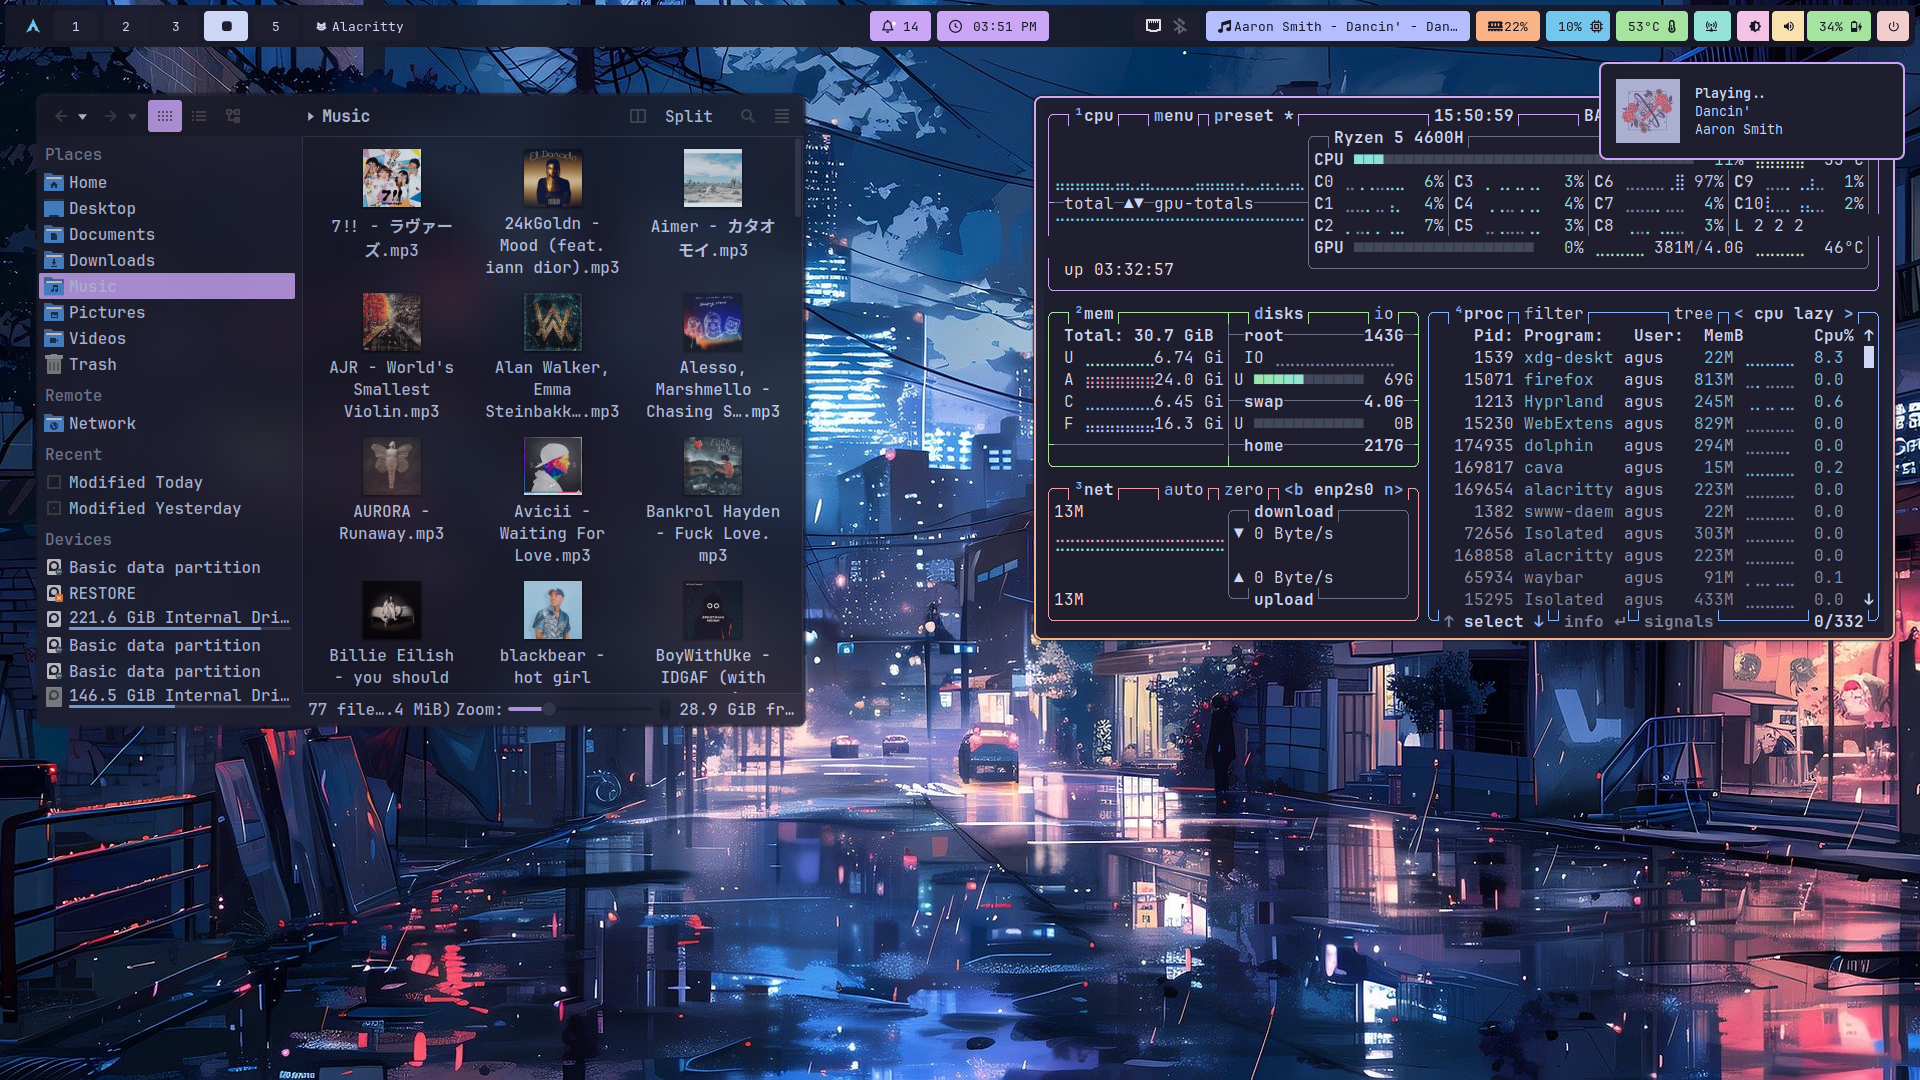 1 2 3 5 Alacritty
14 03:51 PM
Aaron Smith - Dancin' - Dan…
22% 10% 53°C 34%
Playing..
Dancin'
Aaron Smith
Music
Split
Places
Home
Desktop
Documents
Downloads
Music
Pictures
Videos
Trash
Remote
Network
Recent
Modified Today
Modified Yesterday
Devices
Basic data partition
RESTORE
221.6 GiB Internal Dri…
Basic data partition
Basic data partition
146.5 GiB Internal Dri…
7!! - ラヴァーズ.mp3
24kGoldn - Mood (feat. iann dior).mp3
Aimer - カタオモイ.mp3
AJR - World's Smallest Violin.mp3
Alan Walker, Emma Steinbakk….mp3
Alesso, Marshmello - Chasing S….mp3
AURORA - Runaway.mp3
Avicii - Waiting For Love.mp3
Bankrol Hayden - Fuck Love.mp3
Billie Eilish - you should
blackbear - hot girl
BoyWithUke - IDGAF (with
77 file….4 MiB) Zoom: 28.9 GiB fr…
¹cpu menu preset * 15:50:59 BA
Ryzen 5 4600H
CPU 11% 53°C
C0 6% C3 3% C6 97% C9 1%
total ▲▼ gpu-totals
C1 4% C4 4% C7 4% C10 2%
C2 7% C5 3% C8 3% L 2 2 2
GPU 0% 381M/4.0G 46°C
up 03:32:57
²mem disks io
Total: 30.7 GiB root 143G
U 6.74 Gi IO
A 24.0 Gi U 69G
C 6.45 Gi swap 4.0G
F 16.3 Gi U 0B
home 217G
³net auto zero <b enp2s0 n>
13M download
▼ 0 Byte/s
▲ 0 Byte/s
13M upload
⁴proc filter tree < cpu lazy >
Pid: Program: User: MemB Cpu% ↑
1539 xdg-deskt agus 22M 8.3
15071 firefox agus 813M 0.0
1213 Hyprland agus 245M 0.6
15230 WebExtens agus 829M 0.0
174935 dolphin agus 294M 0.0
169817 cava agus 15M 0.2
169654 alacritty agus 223M 0.0
1382 swww-daem agus 22M 0.0
72656 Isolated agus 303M 0.0
168858 alacritty agus 223M 0.0
65934 waybar agus 91M 0.1
15295 Isolated agus 433M 0.0 ↓
↑ select ↓ info ↵ signals 0/332